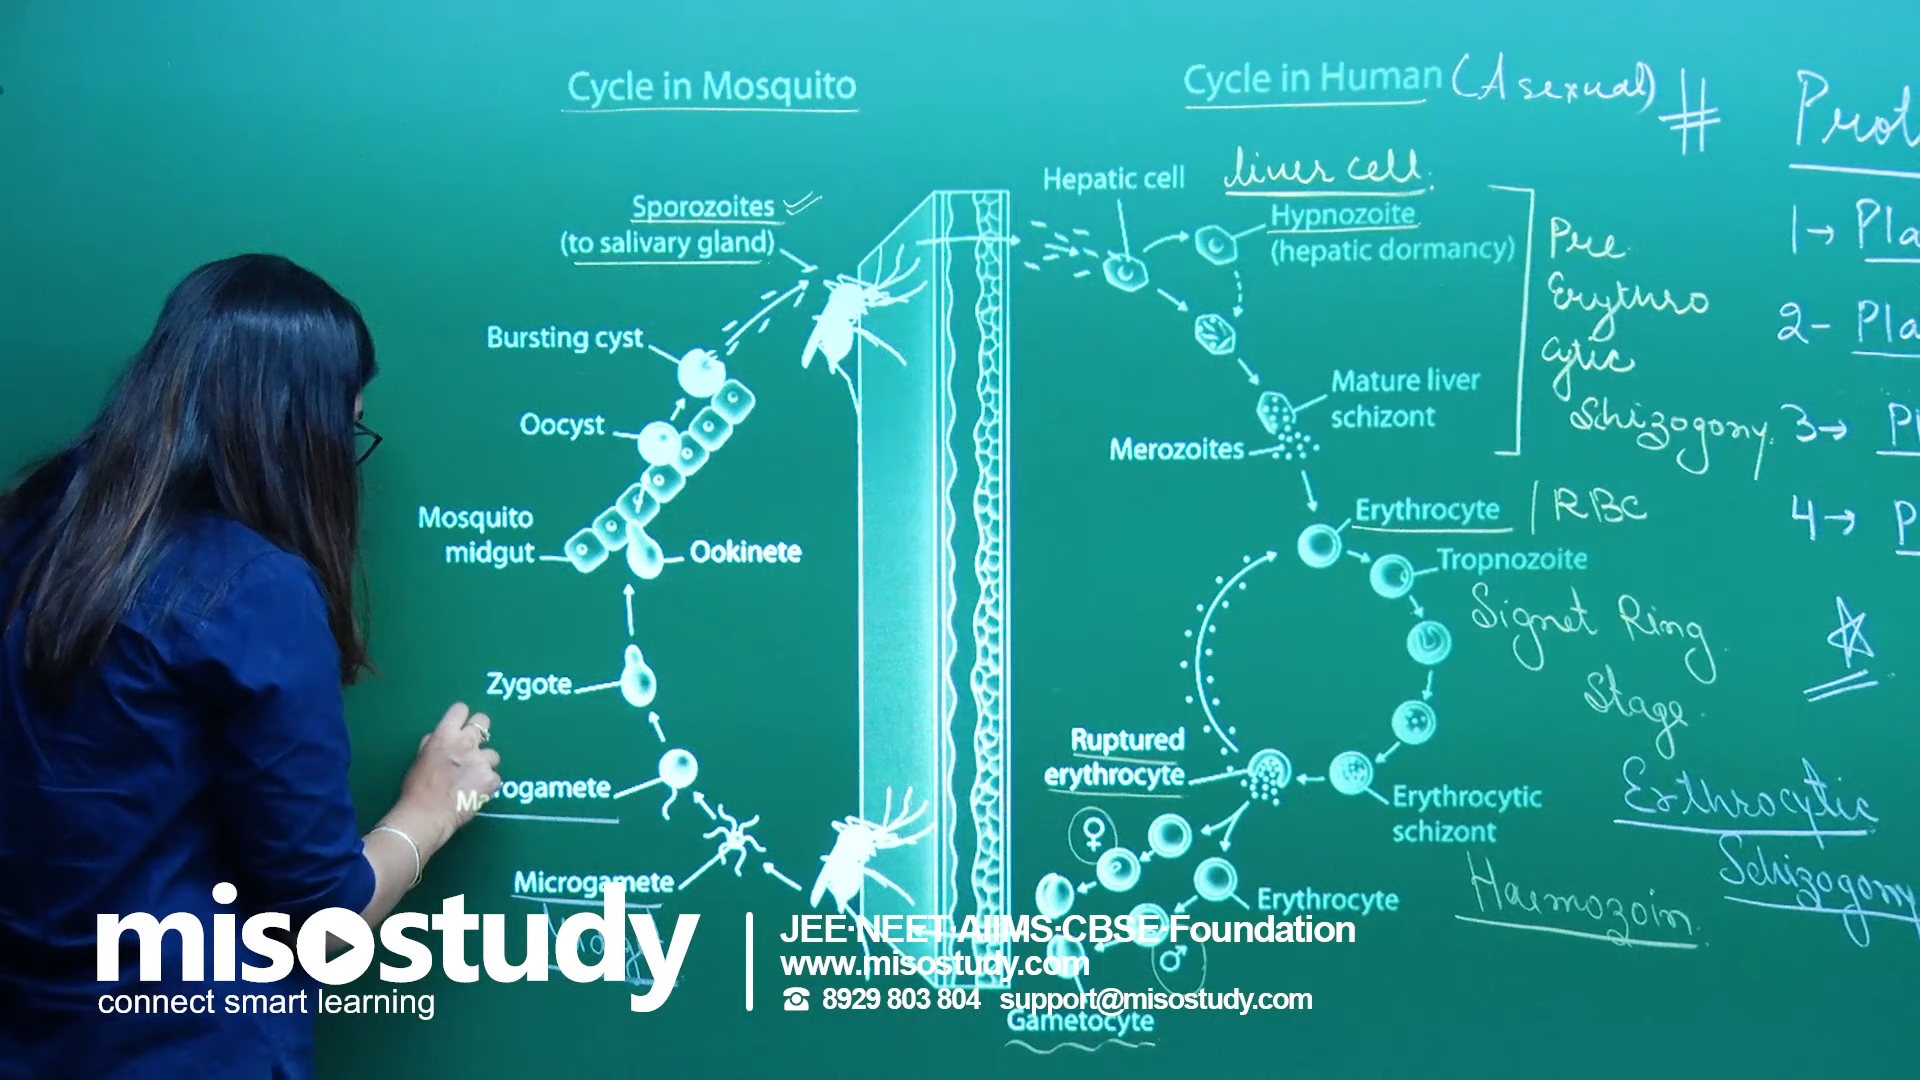 Cycle in Mosquito
Cycle in Human (Asexual)
#
Hepatic cell
liver cell.
Sporozoites
(to salivary gland)
Hypnozoite
(hepatic dormancy)
Pre
Erythro
cytic
Schizogony.
1→ Pla
2- Pla
3→
4→ P
Bursting cyst
Oocyst
Mosquito
midgut
Ookinete
Zygote
Microgamete
Mature liver
schizont
Merozoites
Erythrocyte / RBC
Tropnozoite
Signet Ring
Stage.
Ruptured
erythrocyte
Erythrocytic
schizont
Erthrocytic
Schizogony
Haemozoin.
♀
Erythrocyte
♂
Gametocyte
misostudy
connect smart learning
JEE·NEET·AIIMS·CBSE·Foundation
www.misostudy.com
☎ 8929 803 804 support@misostudy.com